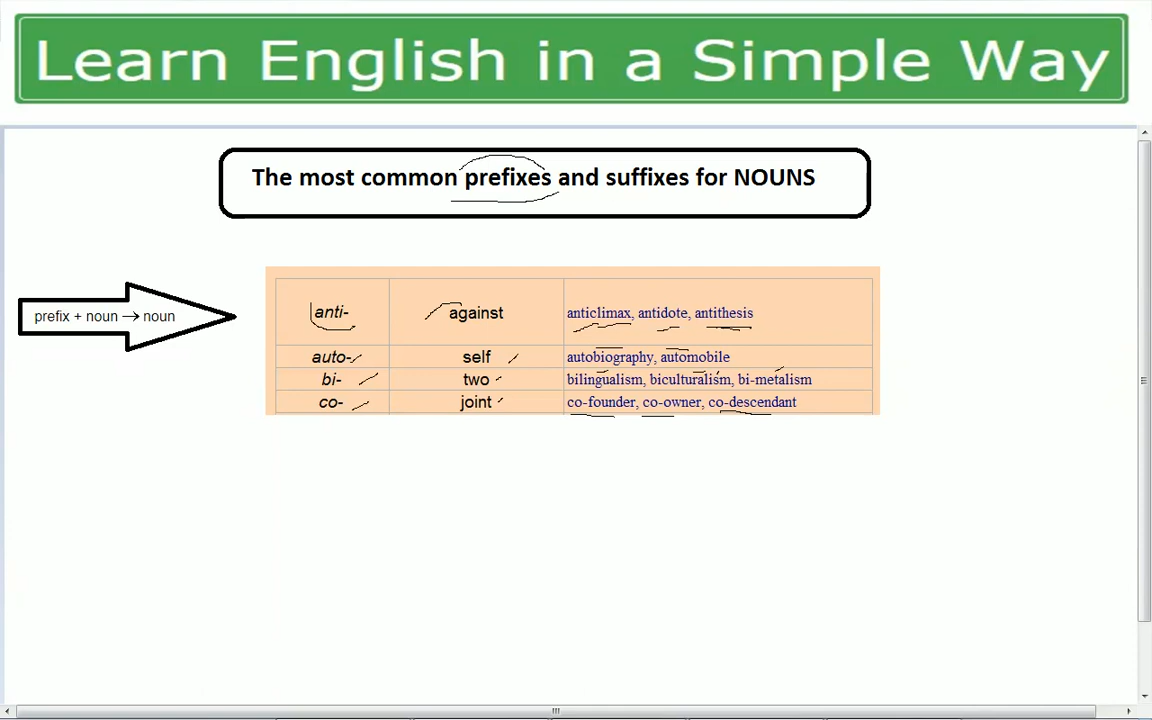 Learn English in a Simple Way
The most common prefixes and suffixes for NOUNS
prefix + noun → noun
anti- against anticlimax, antidote, antithesis
auto- self autobiography, automobile
bi- two bilingualism, biculturalism, bi-metalism
co- joint co-founder, co-owner, co-descendant